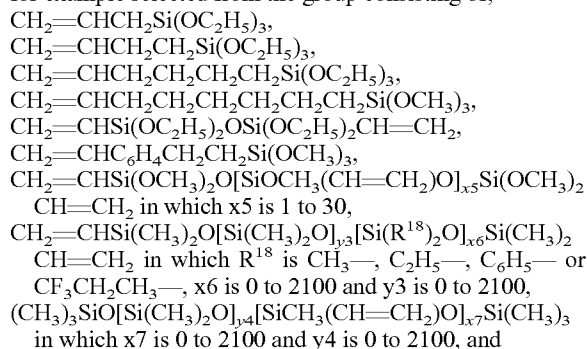 for example selected from the group consisting of,
CH₂═CHCH₂Si(OC₂H₅)₃,
CH₂═CHCH₂CH₂Si(OC₂H₅)₃,
CH₂═CHCH₂CH₂CH₂CH₂Si(OC₂H₅)₃,
CH₂═CHCH₂CH₂CH₂CH₂CH₂CH₂Si(OCH₃)₃,
CH₂═CHSi(OC₂H₅)₂OSi(OC₂H₅)₂CH═CH₂,
CH₂═CHC₆H₄CH₂CH₂Si(OCH₃)₃,
CH₂═CHSi(OCH₃)₂O[SiOCH₃(CH═CH₂)O]ₓ₅Si(OCH₃)₂
CH═CH₂ in which x5 is 1 to 30,
CH₂═CHSi(CH₃)₂O[Si(CH₃)₂O]y3[Si(R¹⁸)₂O]ₓ₆Si(CH₃)₂
CH═CH₂ in which R¹⁸ is CH₃—, C₂H₅—, C₆H₅— or
CF₃CH₂CH₃—, x6 is 0 to 2100 and y3 is 0 to 2100,
(CH₃)₃SiO[Si(CH₃)₂O]y4[SiCH₃(CH═CH₂)O]ₓ₇Si(CH₃)₃
in which x7 is 0 to 2100 and y4 is 0 to 2100, and